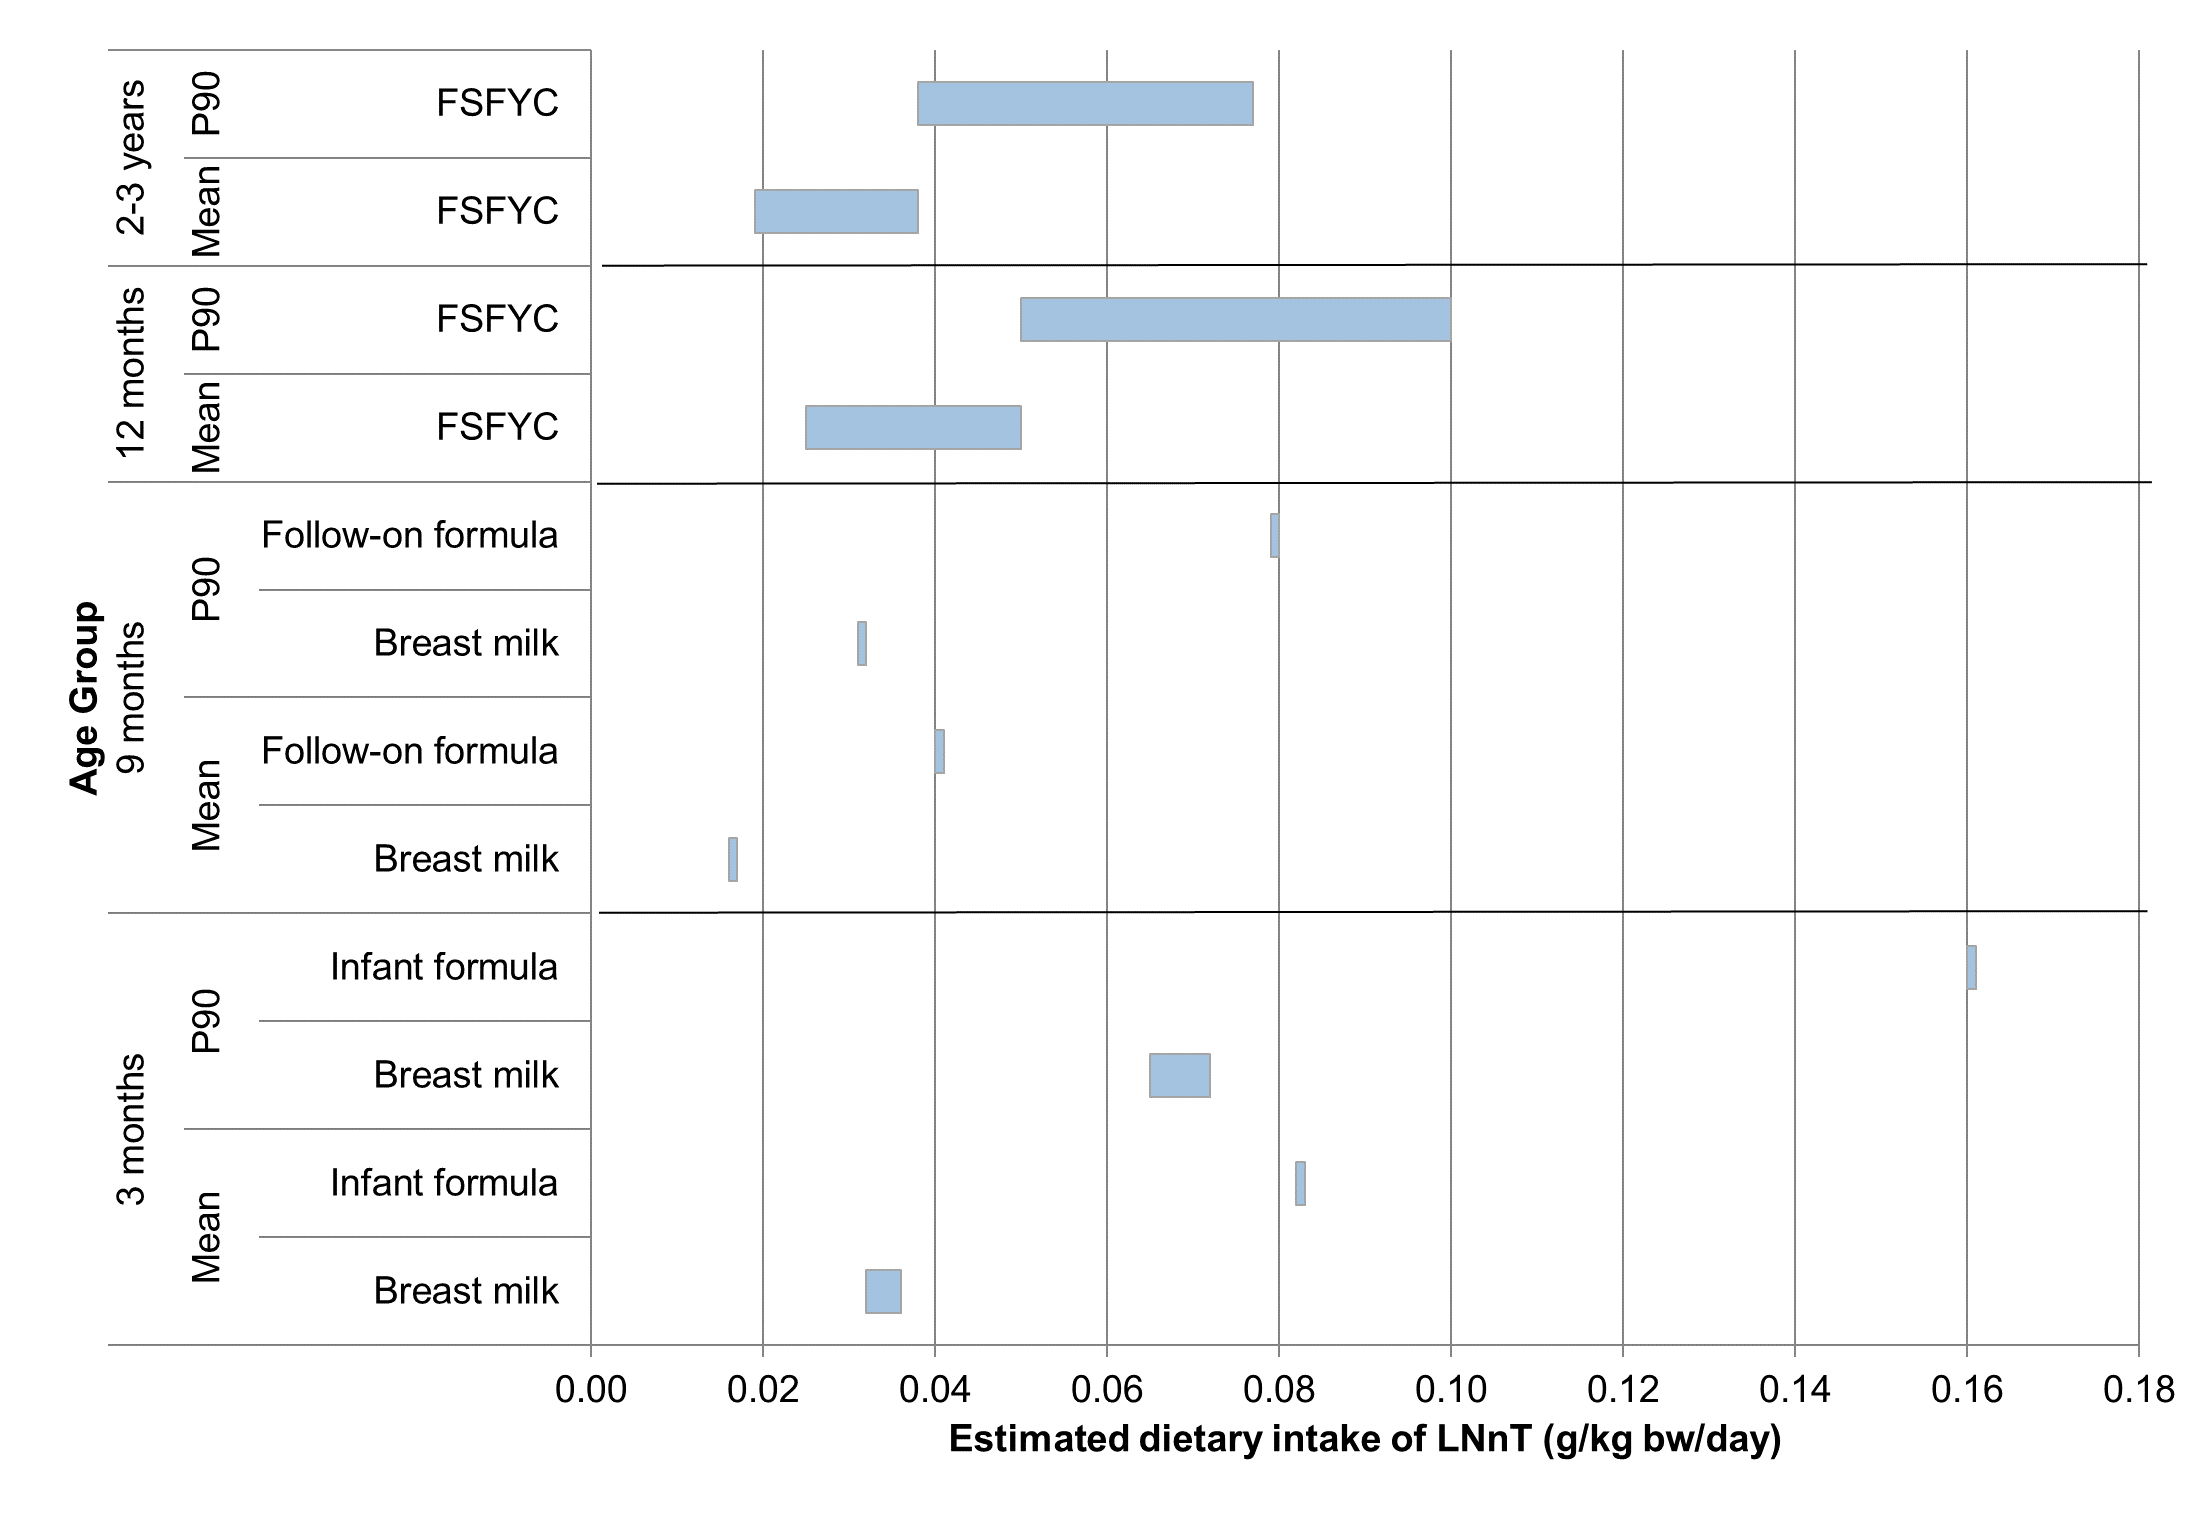 Age Group
2-3 years
P90
FSFYC
Mean
FSFYC
12 months
P90
FSFYC
Mean
FSFYC
9 months
P90
Follow-on formula
Breast milk
Mean
Follow-on formula
Breast milk
3 months
P90
Infant formula
Breast milk
Mean
Infant formula
Breast milk
0.00 0.02 0.04 0.06 0.08 0.10 0.12 0.14 0.16 0.18
Estimated dietary intake of LNnT (g/kg bw/day)